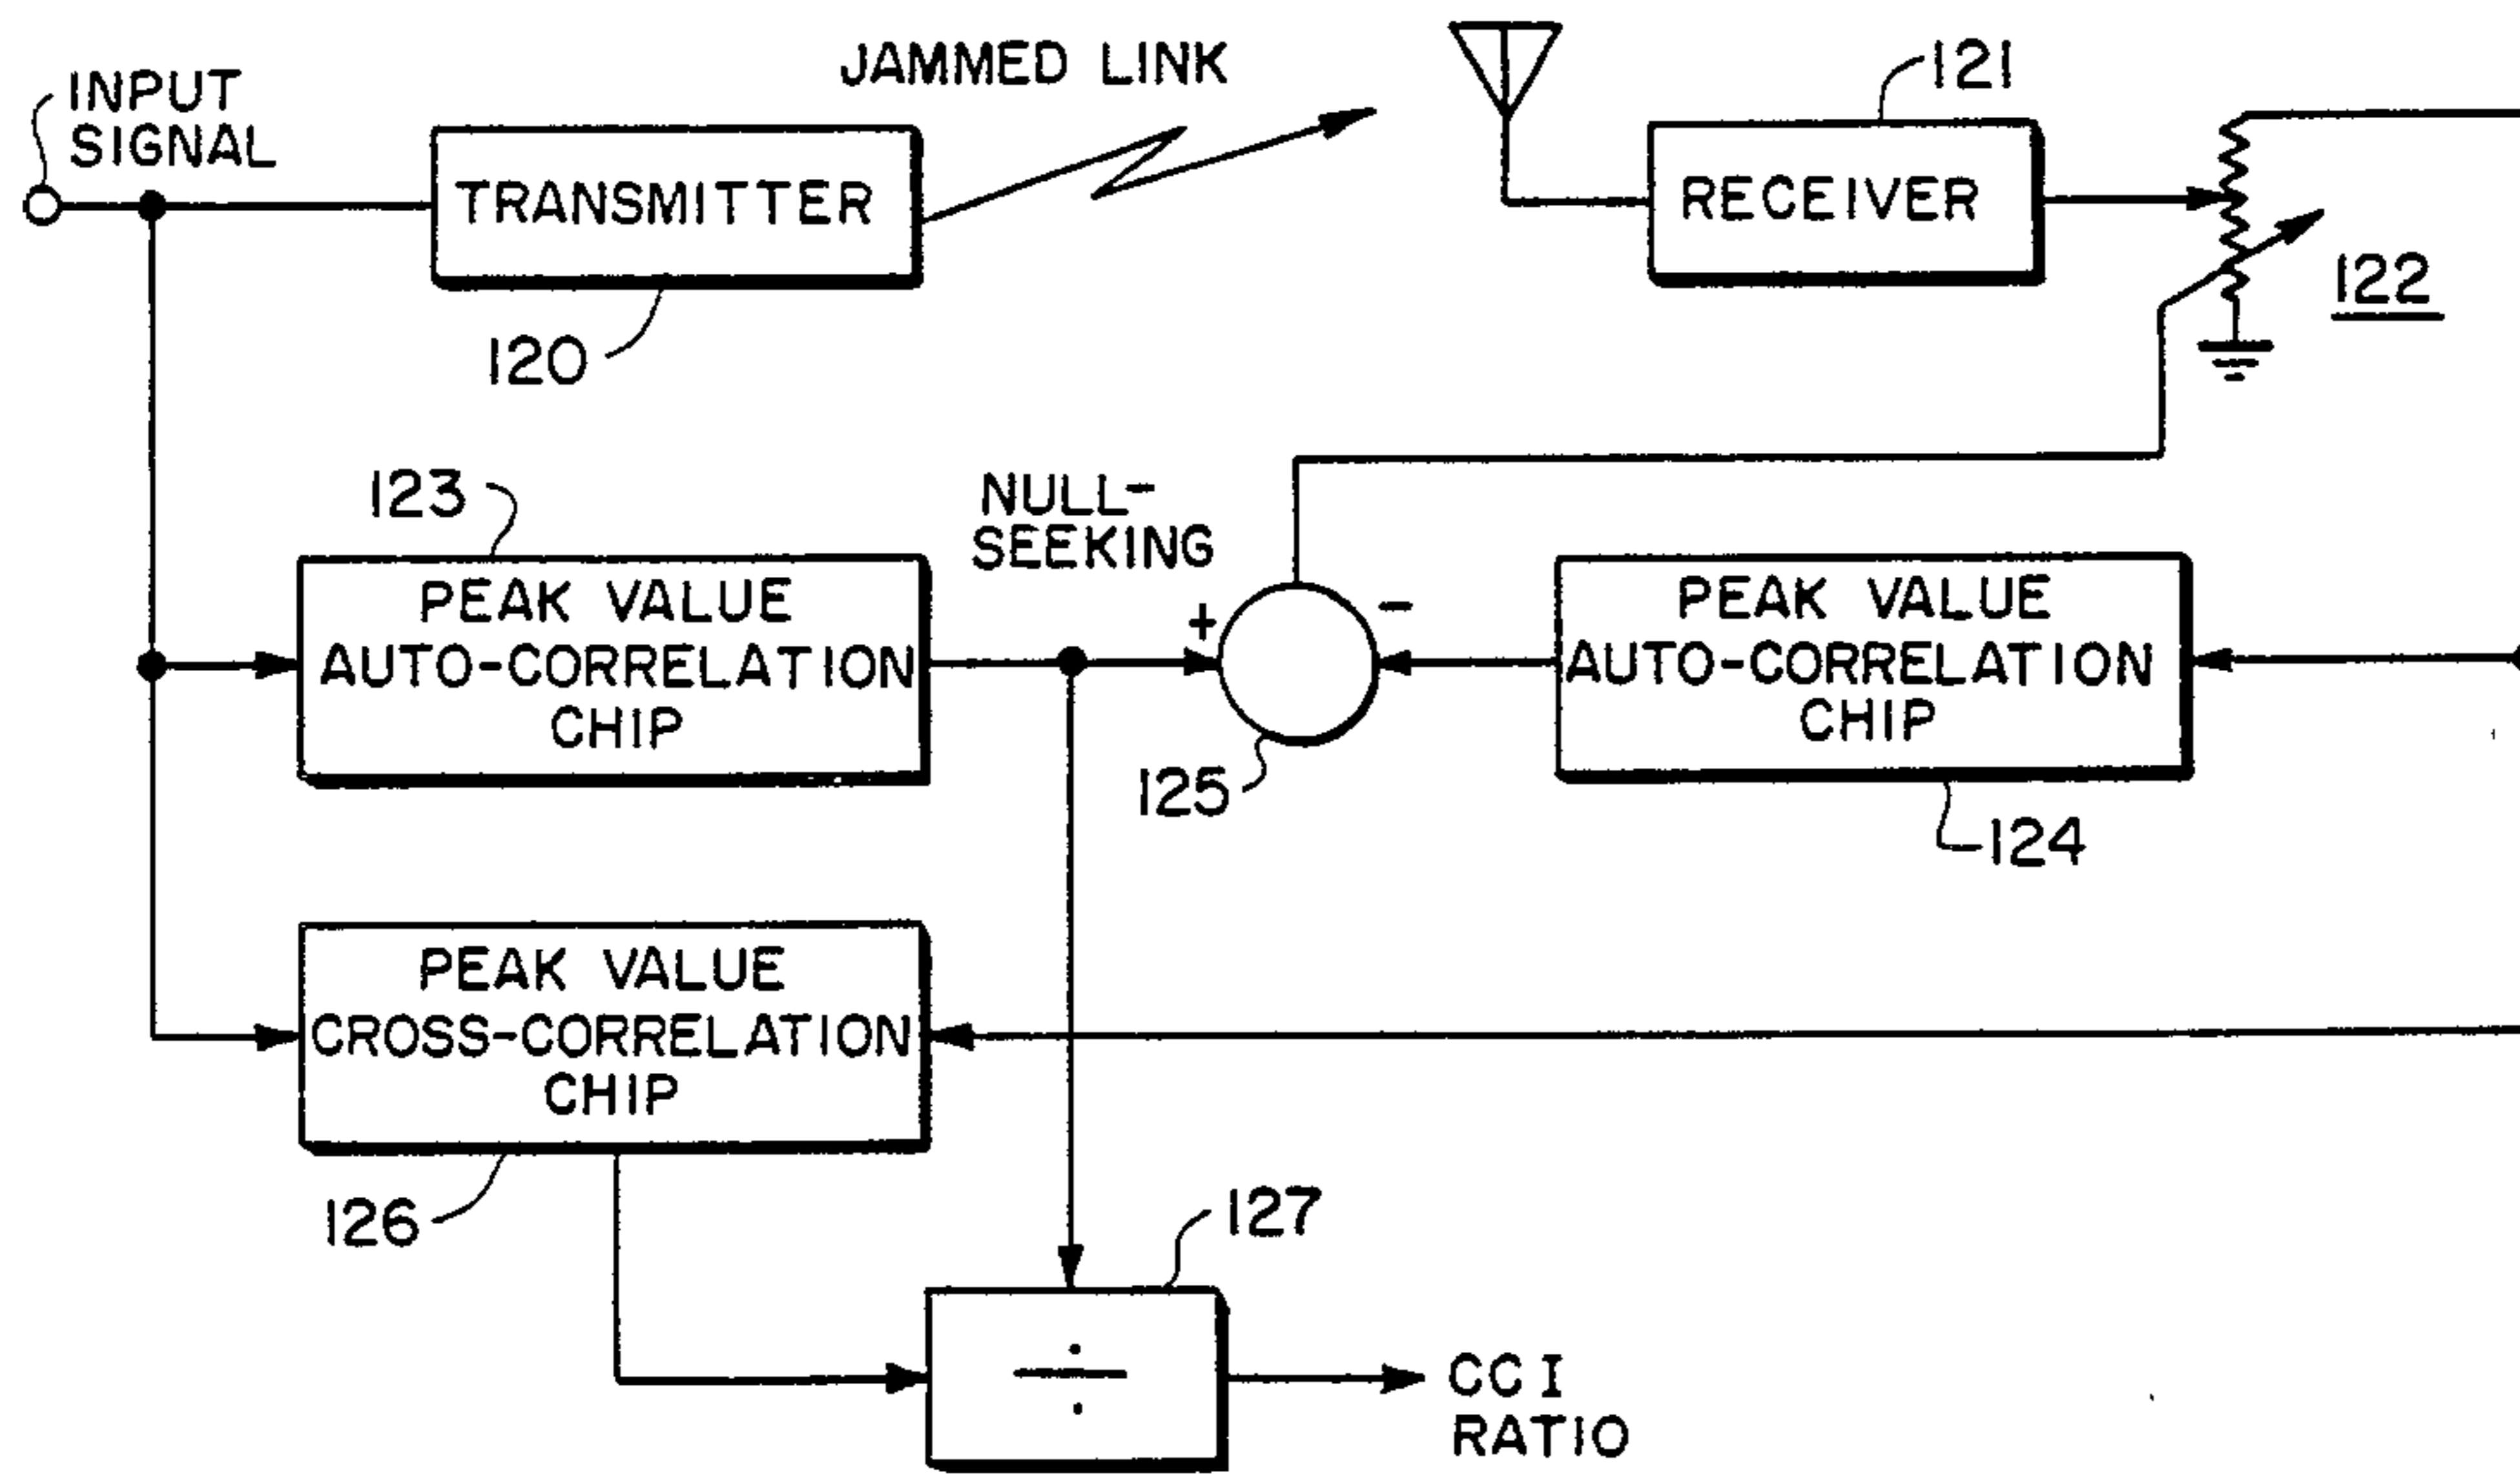 JAMMED LINK
121
INPUT
SIGNAL
TRANSMITTER
RECEIVER
122
120
123
NULL-
SEEKING
PEAK VALUE
AUTO-CORRELATION
CHIP
+
-
PEAK VALUE
AUTO-CORRELATION
CHIP
125
124
PEAK VALUE
CROSS-CORRELATION
CHIP
126
127
÷
CCI
RATIO